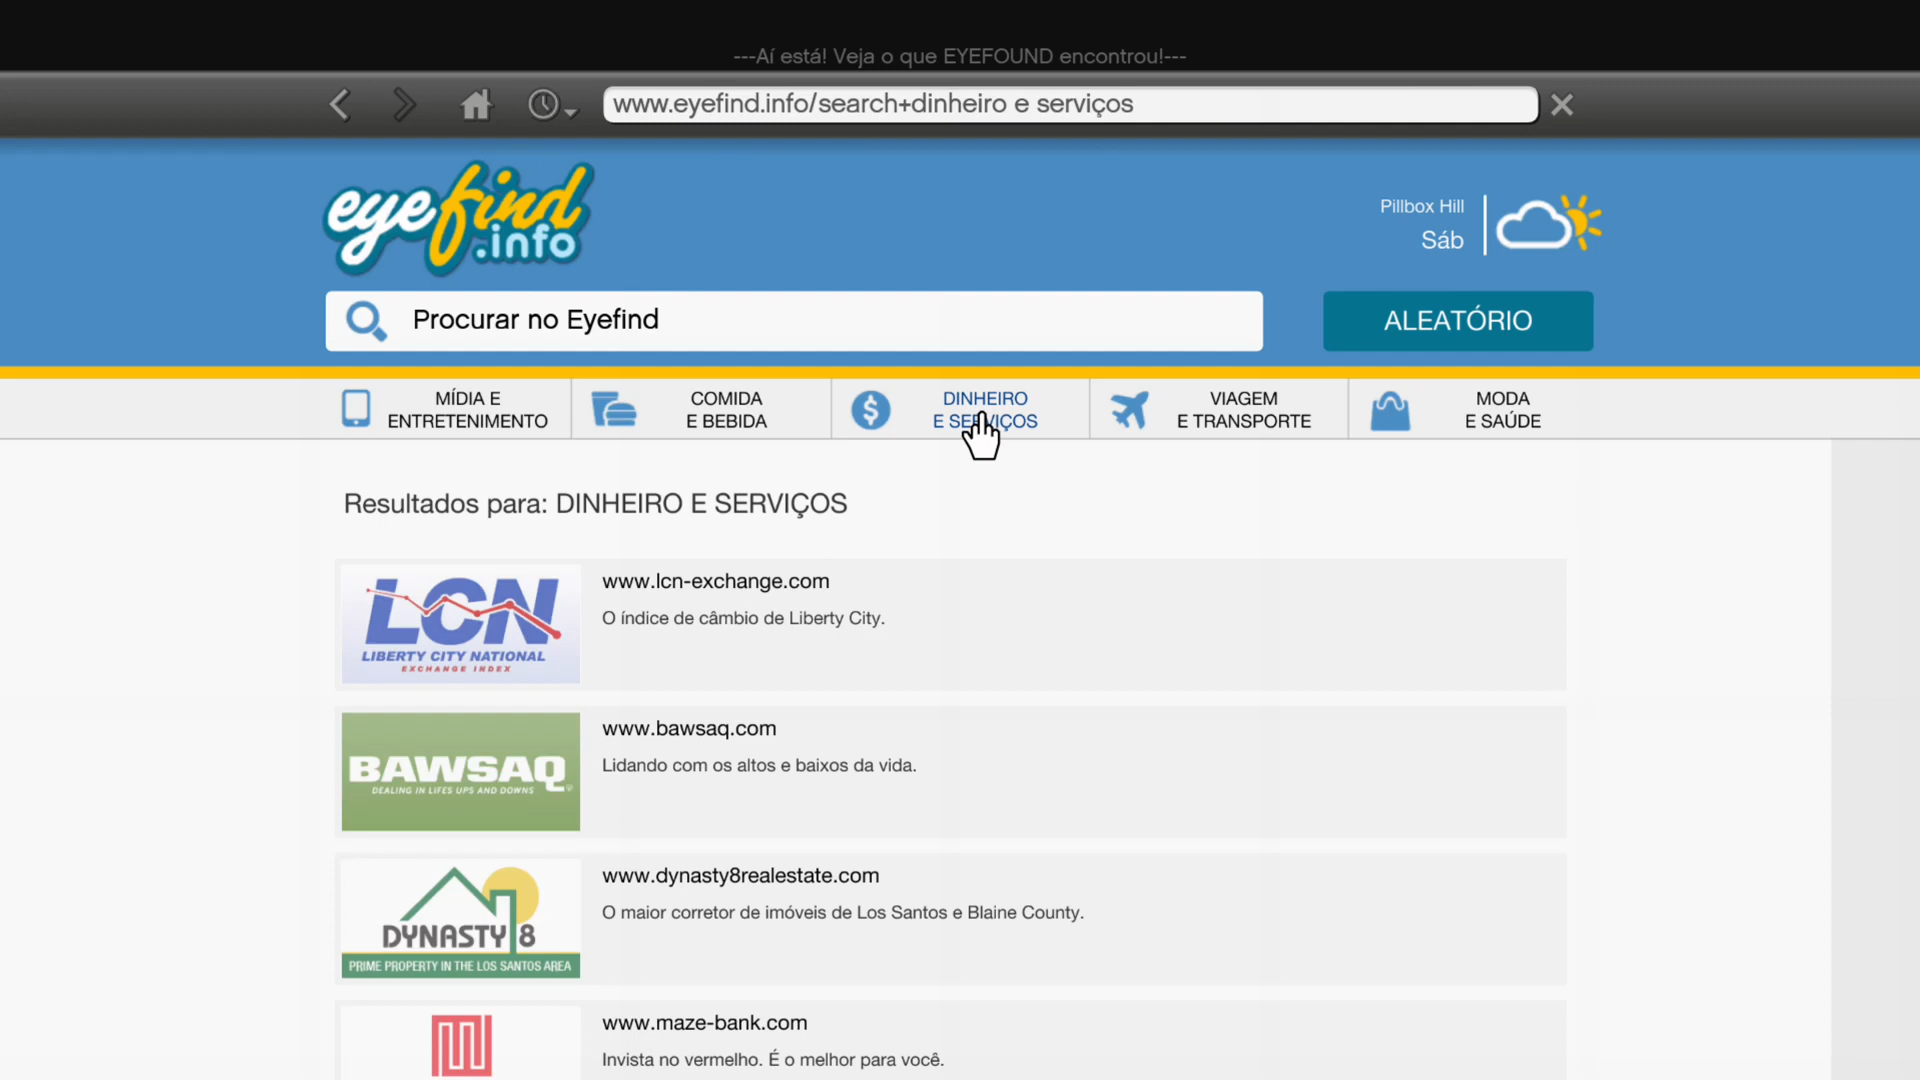 ---Aí está! Veja o que EYEFOUND encontrou!---
www.eyefind.info/search+dinheiro e serviços
eyefind
.info
Pillbox Hill
Sáb
Procurar no Eyefind
ALEATÓRIO
MÍDIA E
ENTRETENIMENTO
COMIDA
E BEBIDA
DINHEIRO
E SERVIÇOS
VIAGEM
E TRANSPORTE
MODA
E SAÚDE
Resultados para: DINHEIRO E SERVIÇOS
LCN
LIBERTY CITY NATIONAL
EXCHANGE INDEX
www.lcn-exchange.com
O índice de câmbio de Liberty City.
BAWSAQ
DEALING IN LIFES UPS AND DOWNS
www.bawsaq.com
Lidando com os altos e baixos da vida.
DYNASTY 8
PRIME PROPERTY IN THE LOS SANTOS AREA
www.dynasty8realestate.com
O maior corretor de imóveis de Los Santos e Blaine County.
www.maze-bank.com
Invista no vermelho. É o melhor para você.